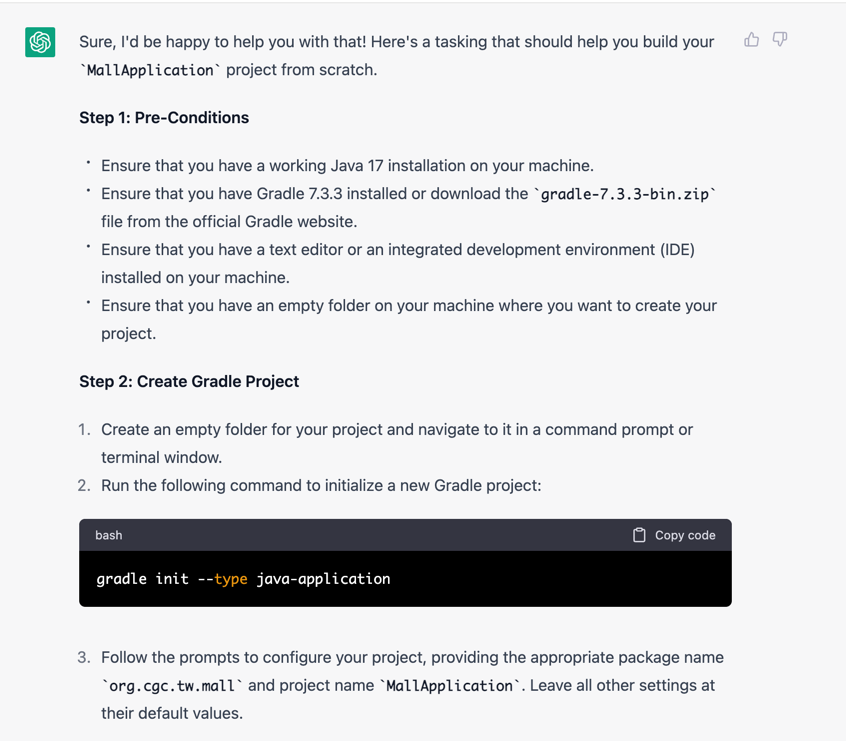 Sure, I'd be happy to help you with that! Here's a tasking that should help you build your
`MallApplication` project from scratch.
Step 1: Pre-Conditions
• Ensure that you have a working Java 17 installation on your machine.
• Ensure that you have Gradle 7.3.3 installed or download the `gradle-7.3.3-bin.zip`
file from the official Gradle website.
• Ensure that you have a text editor or an integrated development environment (IDE)
installed on your machine.
• Ensure that you have an empty folder on your machine where you want to create your
project.
Step 2: Create Gradle Project
1. Create an empty folder for your project and navigate to it in a command prompt or
terminal window.
2. Run the following command to initialize a new Gradle project:
bash Copy code
gradle init --type java-application
3. Follow the prompts to configure your project, providing the appropriate package name
`org.cgc.tw.mall` and project name `MallApplication`. Leave all other settings at
their default values.